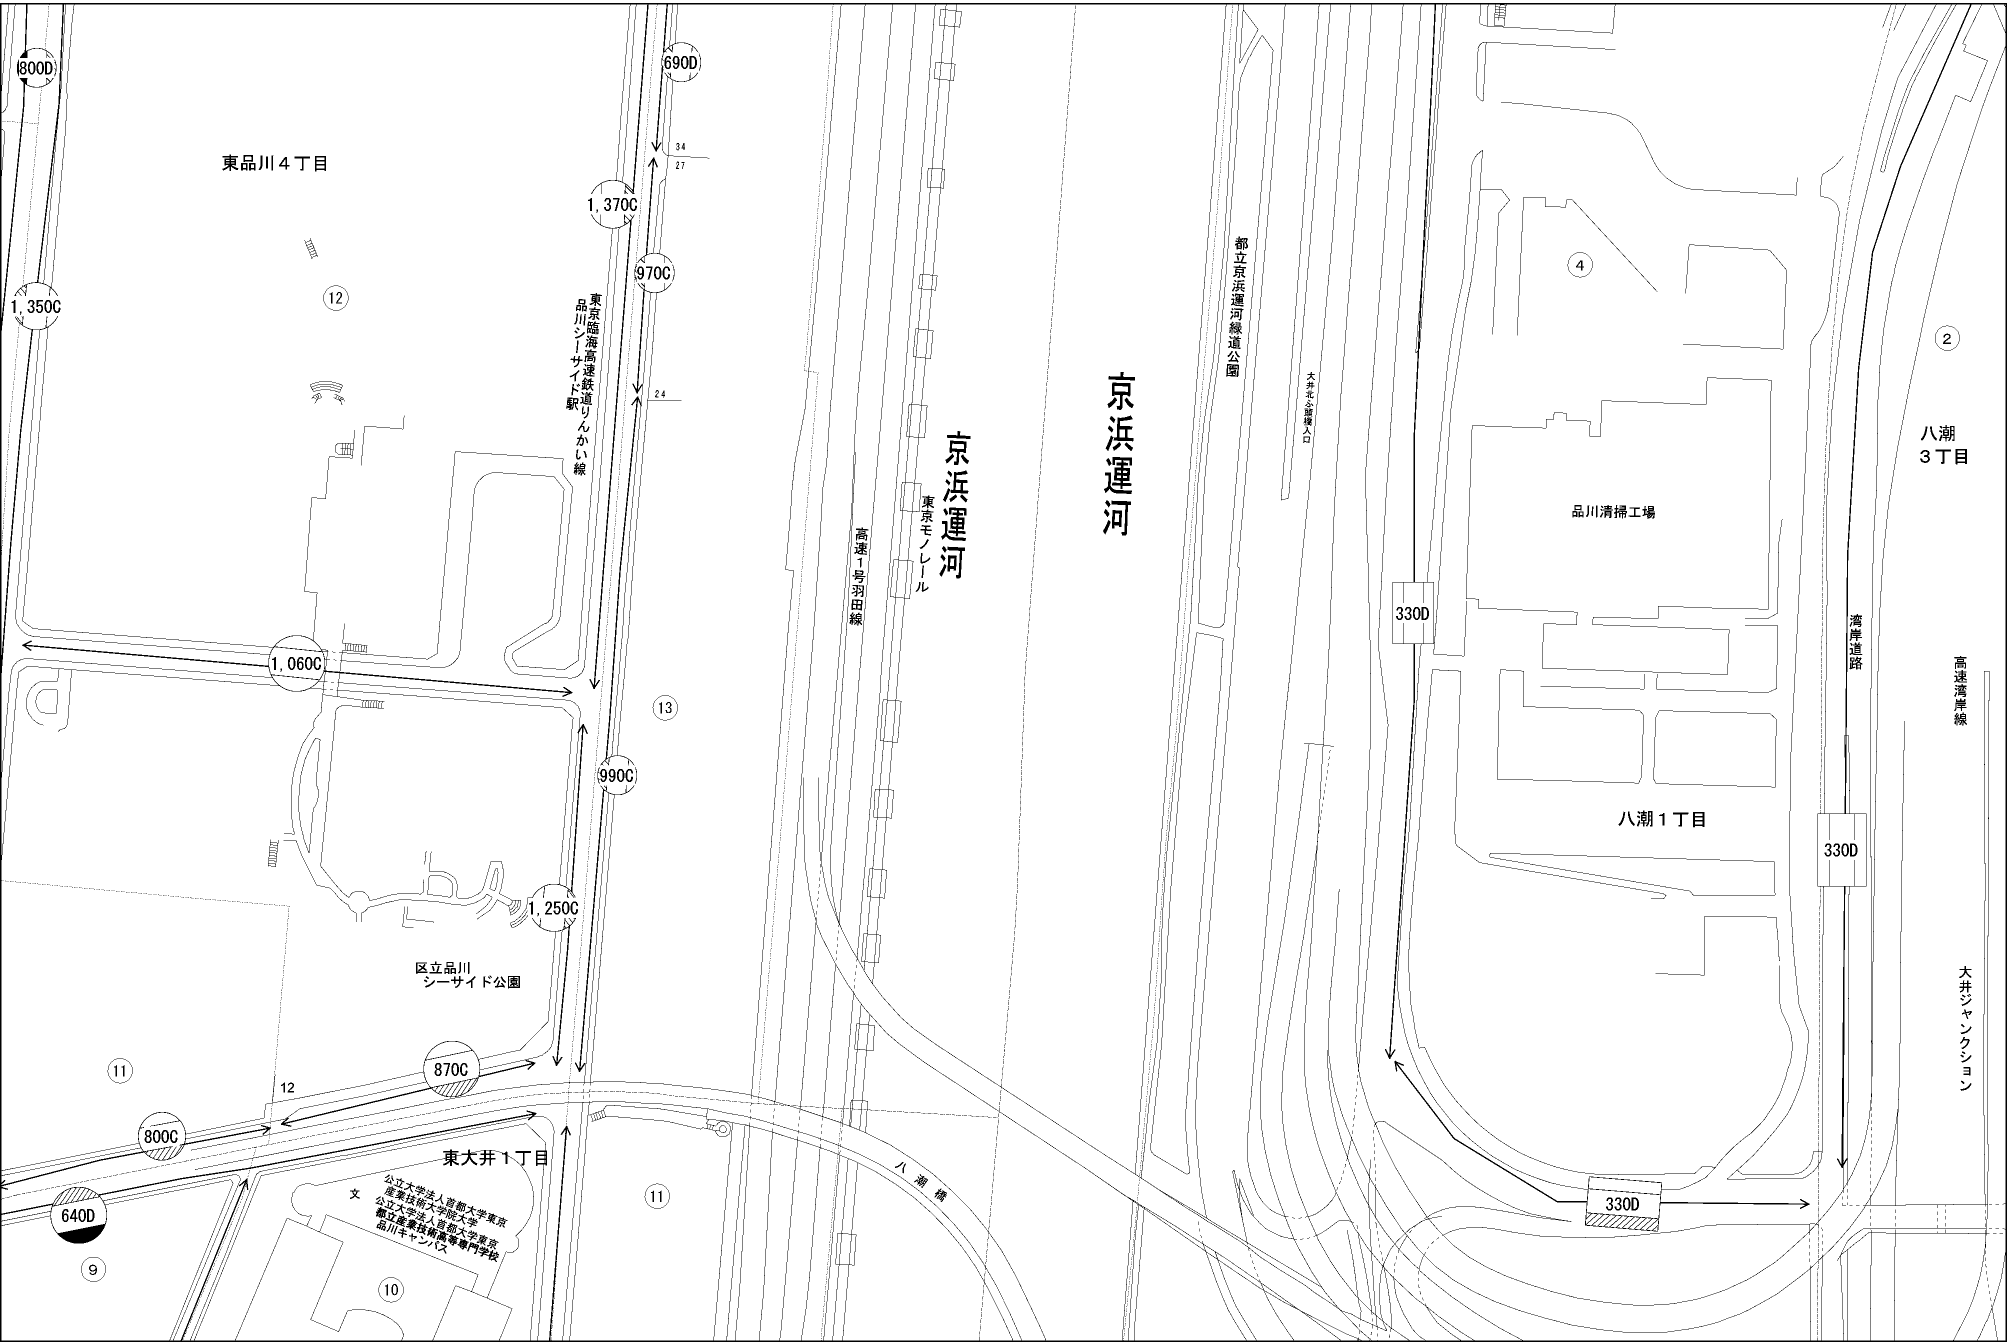 800D
690D
34
27
東品川４丁目
1,370C
970C
④
12
1,350C
東京臨海高速鉄道りんかい線
品川シーサイド駅
24
都立京浜運河緑道公園
大井北ふ頭橋入口
②
八潮
３丁目
京浜運河
京浜運河
東京モノレール
高速１号羽田線
品川清掃工場
330D
湾岸道路
高速湾岸線
1,060C
13
990C
八潮１丁目
330D
1,250C
区立品川
シーサイド公園
大井ジャンクション
11
12
870C
800C
東大井１丁目
文
公立大学法人首都大学東京
産業技術大学院大学
公立大学法人首都大学東京
都立産業技術高等専門学校
品川キャンパス
八潮橋
11
640D
330D
⑨
10